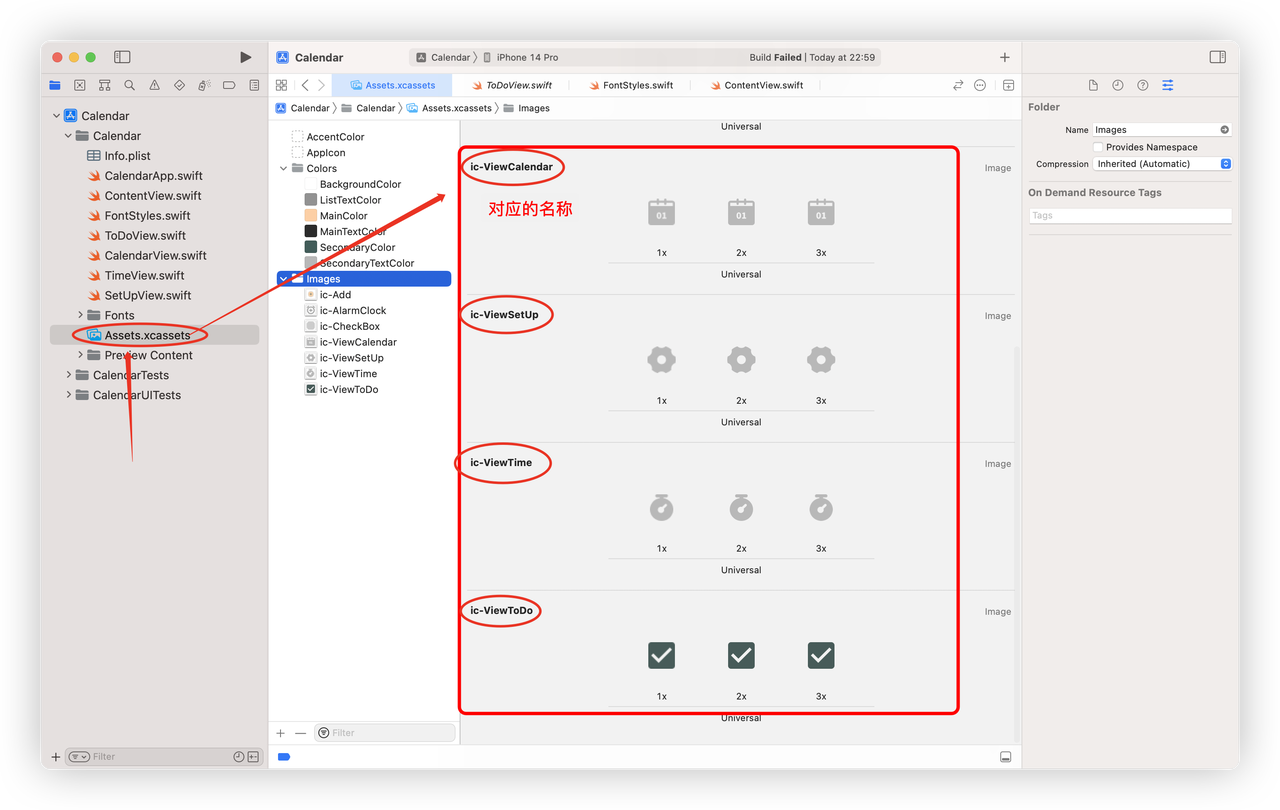 Calendar
Calendar 〉 iPhone 14 Pro
Build Failed | Today at 22:59
Assets.xcassets
ToDoView.swift
FontStyles.swift
ContentView.swift
Calendar 〉 Calendar 〉 Assets.xcassets 〉 Images
Calendar
Calendar
Info.plist
CalendarApp.swift
ContentView.swift
FontStyles.swift
ToDoView.swift
CalendarView.swift
TimeView.swift
SetUpView.swift
Fonts
Assets.xcassets
Preview Content
CalendarTests
CalendarUITests
Filter
AccentColor
AppIcon
Colors
BackgroundColor
ListTextColor
MainColor
MainTextColor
SecondaryColor
SecondaryTextColor
Images
ic-Add
ic-AlarmClock
ic-CheckBox
ic-ViewCalendar
ic-ViewSetUp
ic-ViewTime
ic-ViewToDo
Filter
Universal
ic-ViewCalendar
Image
对应的名称
01 01 01
1x 2x 3x
Universal
ic-ViewSetUp
Image
1x 2x 3x
Universal
ic-ViewTime
Image
1x 2x 3x
Universal
ic-ViewToDo
Image
1x 2x 3x
Universal
Folder
Name Images
Provides Namespace
Compression Inherited (Automatic)
On Demand Resource Tags
Tags